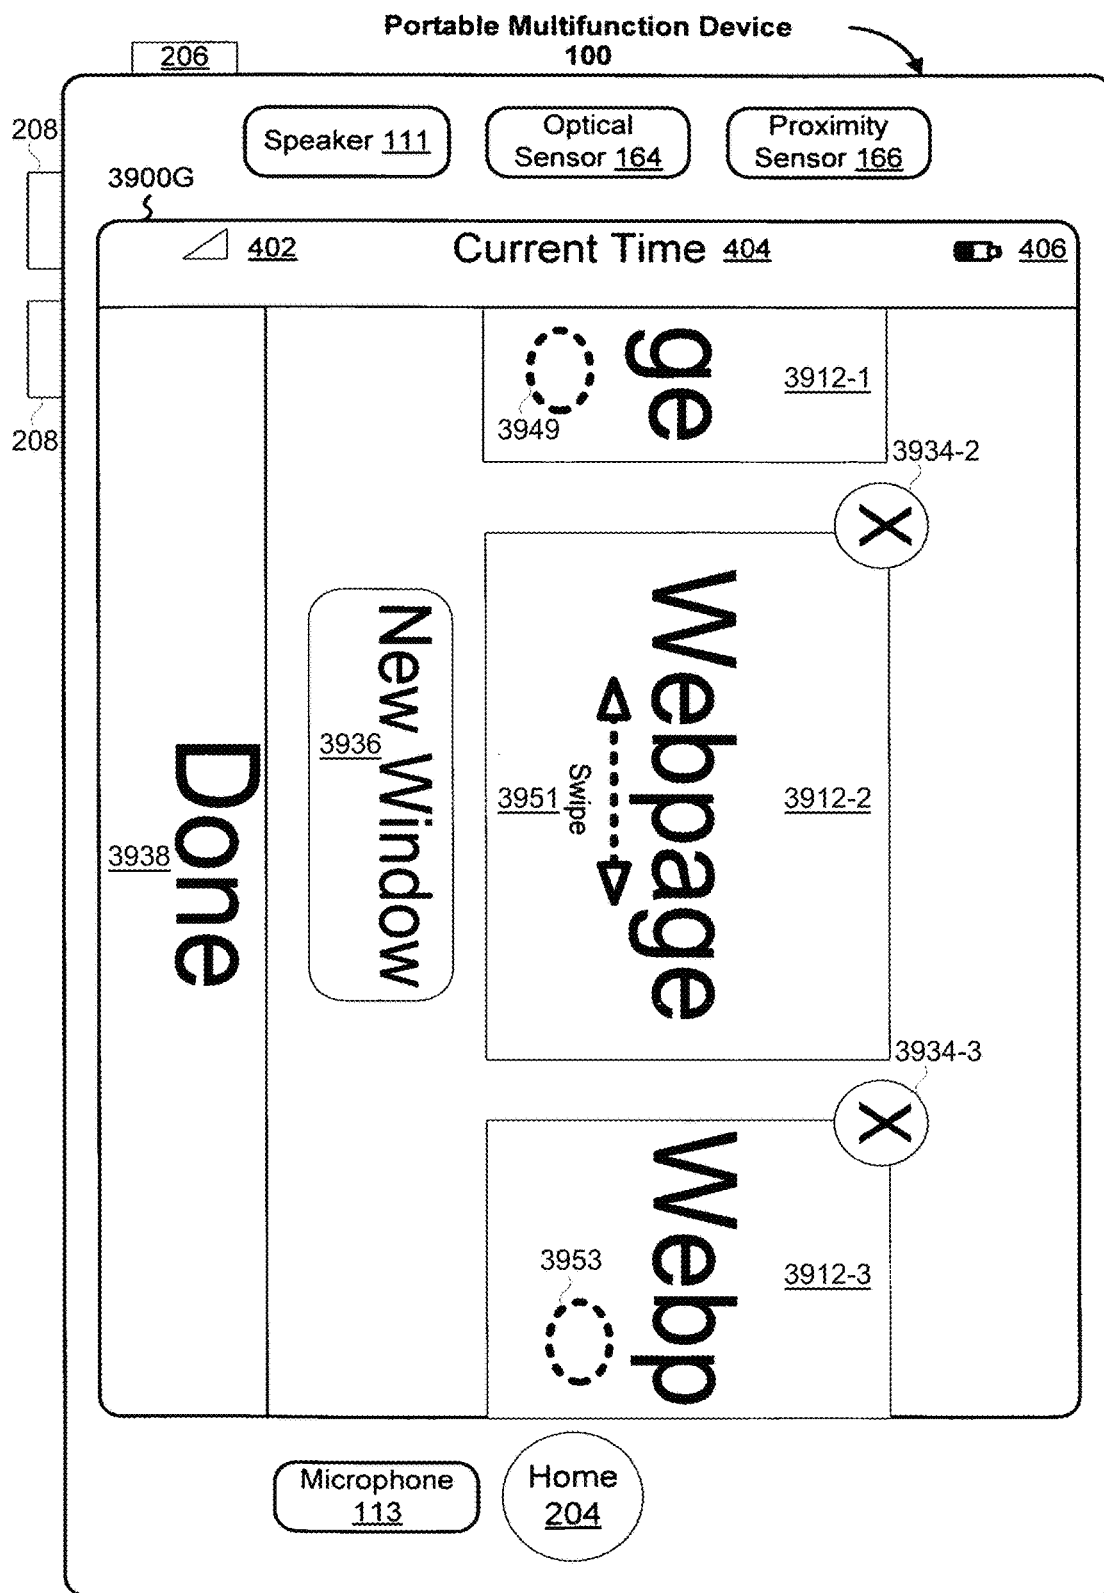 Portable Multifunction Device
100
206
208
Speaker 111
Optical
Sensor 164
Proximity
Sensor 166
3900G
402
Current Time 404
406
208
ge
3912-1
3949
3934-2
X
Webpage
3912-2
Swipe
3951
New Window
3936
Done
3938
3934-3
X
Webp
3912-3
3953
Microphone
113
Home
204